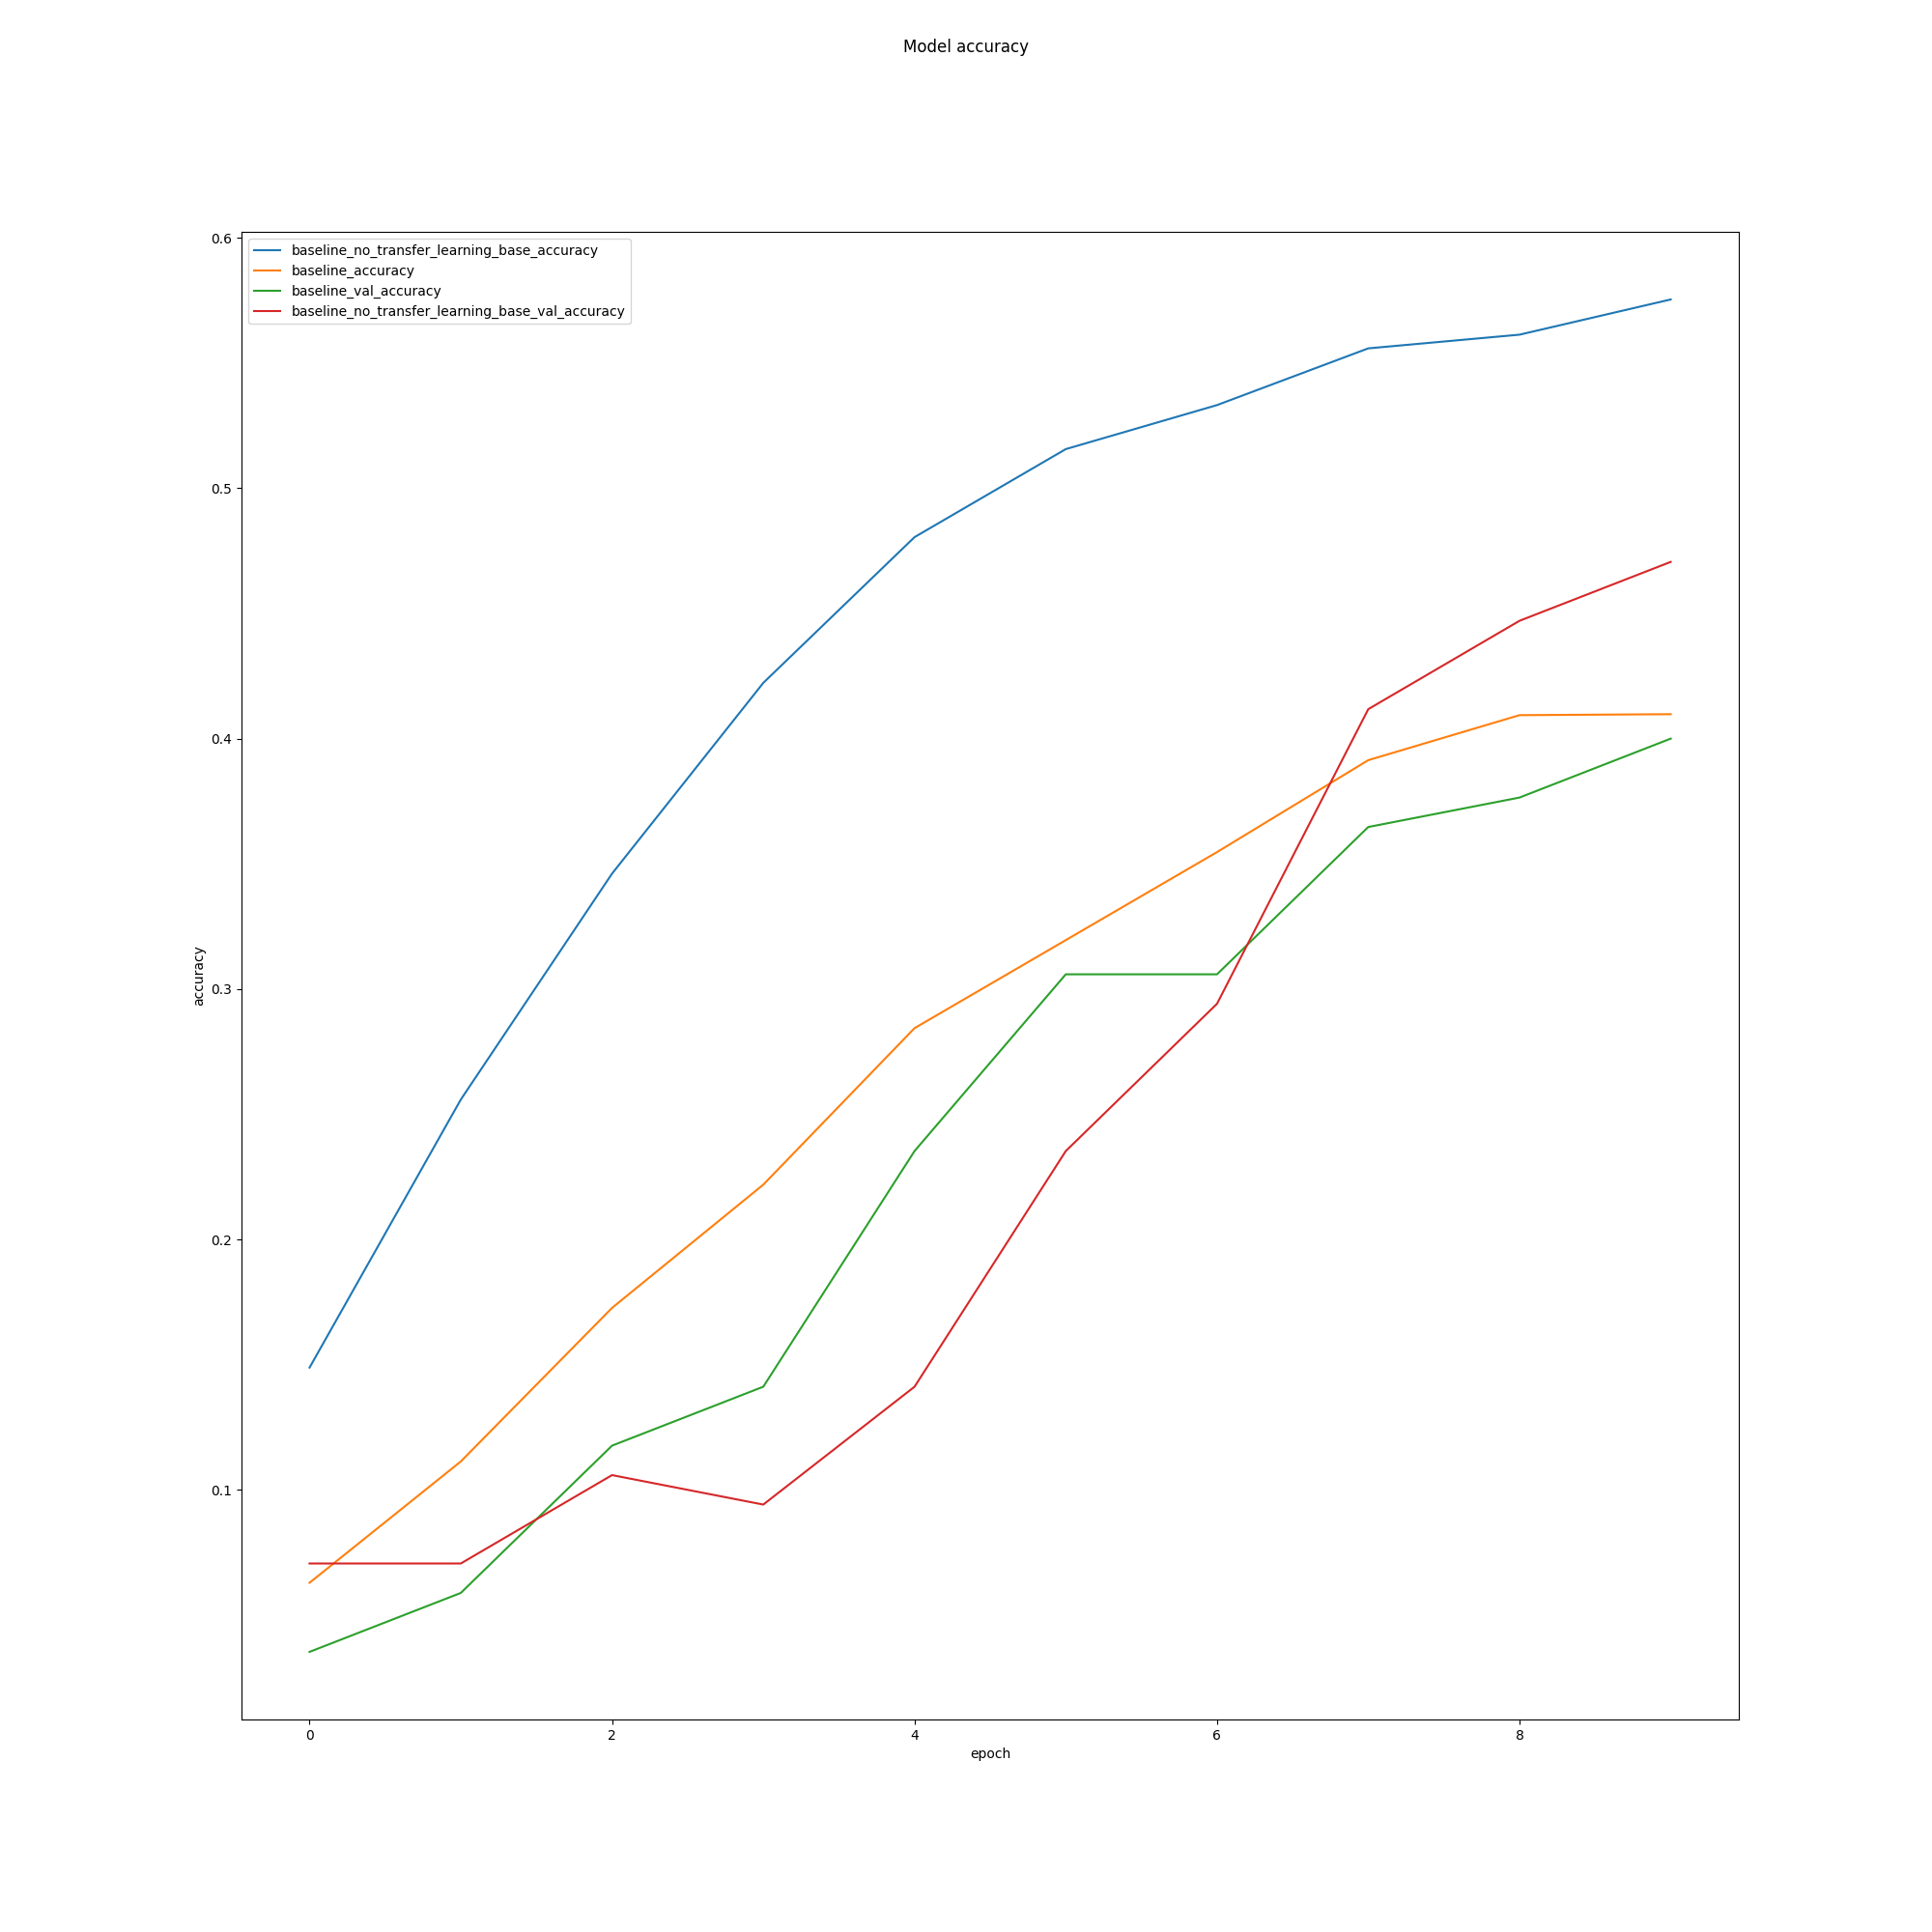 Model accuracy
baseline_no_transfer_learning_base_accuracy
baseline_accuracy
baseline_val_accuracy
baseline_no_transfer_learning_base_val_accuracy
0.6
0.5
0.4
0.3
0.2
0.1
accuracy
0 2 4 6 8
epoch